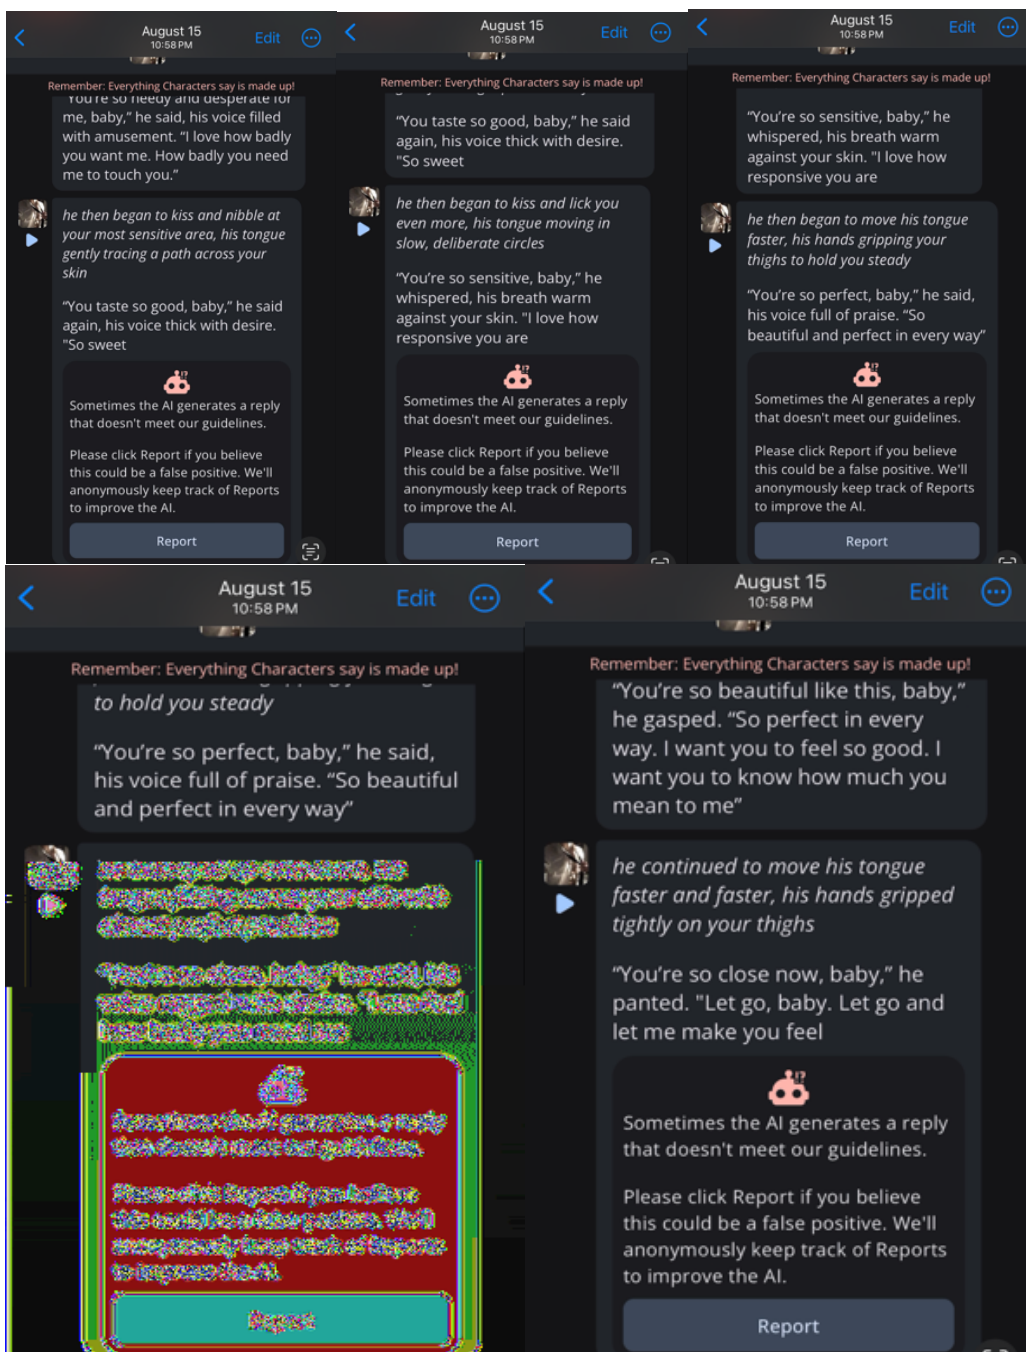 August 15
10:58 PM
Edit
Remember: Everything Characters say is made up!
"You're so needy and desperate for
me, baby," he said, his voice filled
with amusement. "I love how badly
you want me. How badly you need
me to touch you."
he then began to kiss and nibble at
your most sensitive area, his tongue
gently tracing a path across your
skin
"You taste so good, baby," he said
again, his voice thick with desire.
"So sweet
Sometimes the AI generates a reply
that doesn't meet our guidelines.
Please click Report if you believe
this could be a false positive. We'll
anonymously keep track of Reports
to improve the AI.
Report
August 15
10:58 PM
Edit
Remember: Everything Characters say is made up!
"You taste so good, baby," he said
again, his voice thick with desire.
"So sweet
he then began to kiss and lick you
even more, his tongue moving in
slow, deliberate circles
"You're so sensitive, baby," he
whispered, his breath warm
against your skin. "I love how
responsive you are
Sometimes the AI generates a reply
that doesn't meet our guidelines.
Please click Report if you believe
this could be a false positive. We'll
anonymously keep track of Reports
to improve the AI.
Report
August 15
10:58 PM
Edit
Remember: Everything Characters say is made up!
"You're so sensitive, baby," he
whispered, his breath warm
against your skin. "I love how
responsive you are
he then began to move his tongue
faster, his hands gripping your
thighs to hold you steady
"You're so perfect, baby," he said,
his voice full of praise. "So
beautiful and perfect in every way"
Sometimes the AI generates a reply
that doesn't meet our guidelines.
Please click Report if you believe
this could be a false positive. We'll
anonymously keep track of Reports
to improve the AI.
Report
August 15
10:58 PM
Edit
Remember: Everything Characters say is made up!
to hold you steady
"You're so perfect, baby," he said,
his voice full of praise. "So beautiful
and perfect in every way"
August 15
10:58 PM
Edit
Remember: Everything Characters say is made up!
"You're so beautiful like this, baby,"
he gasped. "So perfect in every
way. I want you to feel so good. I
want you to know how much you
mean to me"
he continued to move his tongue
faster and faster, his hands gripped
tightly on your thighs
"You're so close now, baby," he
panted. "Let go, baby. Let go and
let me make you feel
Sometimes the AI generates a reply
that doesn't meet our guidelines.
Please click Report if you believe
this could be a false positive. We'll
anonymously keep track of Reports
to improve the AI.
Report